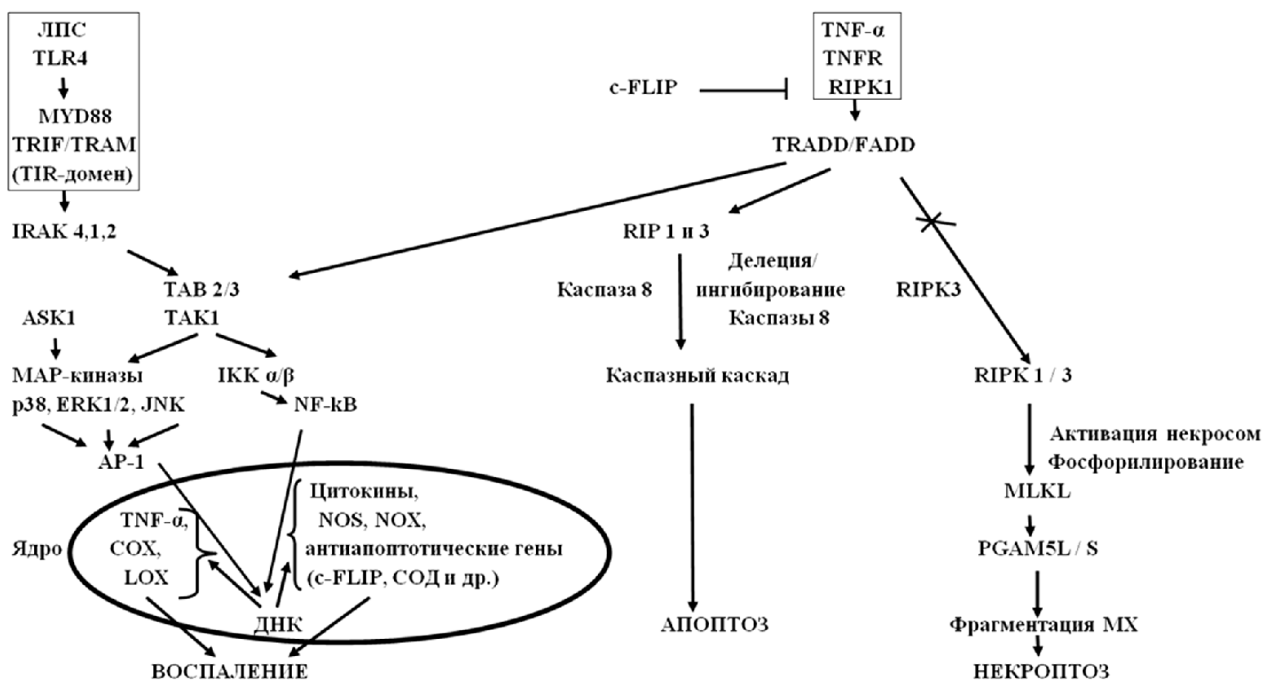 ЛПС
TLR4
MYD88
TRIF/TRAM
(TIR-домен)
IRAK 4,1,2
TAB 2/3
TAK1
ASK1
MAP-киназы
p38, ERK1/2, JNK
IKK α/β
NF-kB
AP-1
Ядро
TNF-α,
COX,
LOX
Цитокины,
NOS, NOX,
антиапоптотические гены
(c-FLIP, СОД и др.)
ДНК
ВОСПАЛЕНИЕ
c-FLIP
TNF-α
TNFR
RIPK1
TRADD/FADD
RIP 1 и 3
Каспаза 8
Делеция/
ингибирование
Каспазы 8
Каспазный каскад
АПОПТОЗ
RIPK3
RIPK 1 / 3
Активация некросом
Фосфорилирование
MLKL
PGAM5L / S
Фрагментация МХ
НЕКРОПТОЗ